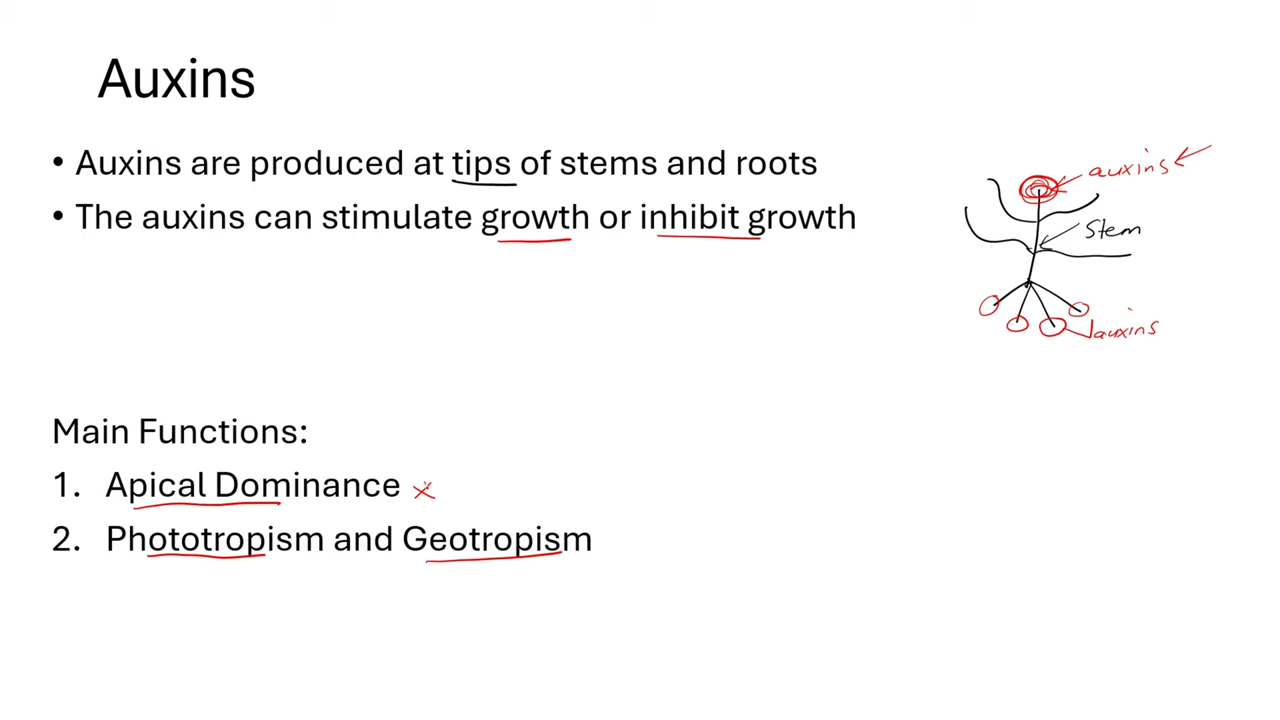 Auxins
• Auxins are produced at tips of stems and roots
• The auxins can stimulate growth or inhibit growth
auxins
Stem
auxins
Main Functions:
1. Apical Dominance
2. Phototropism and Geotropism